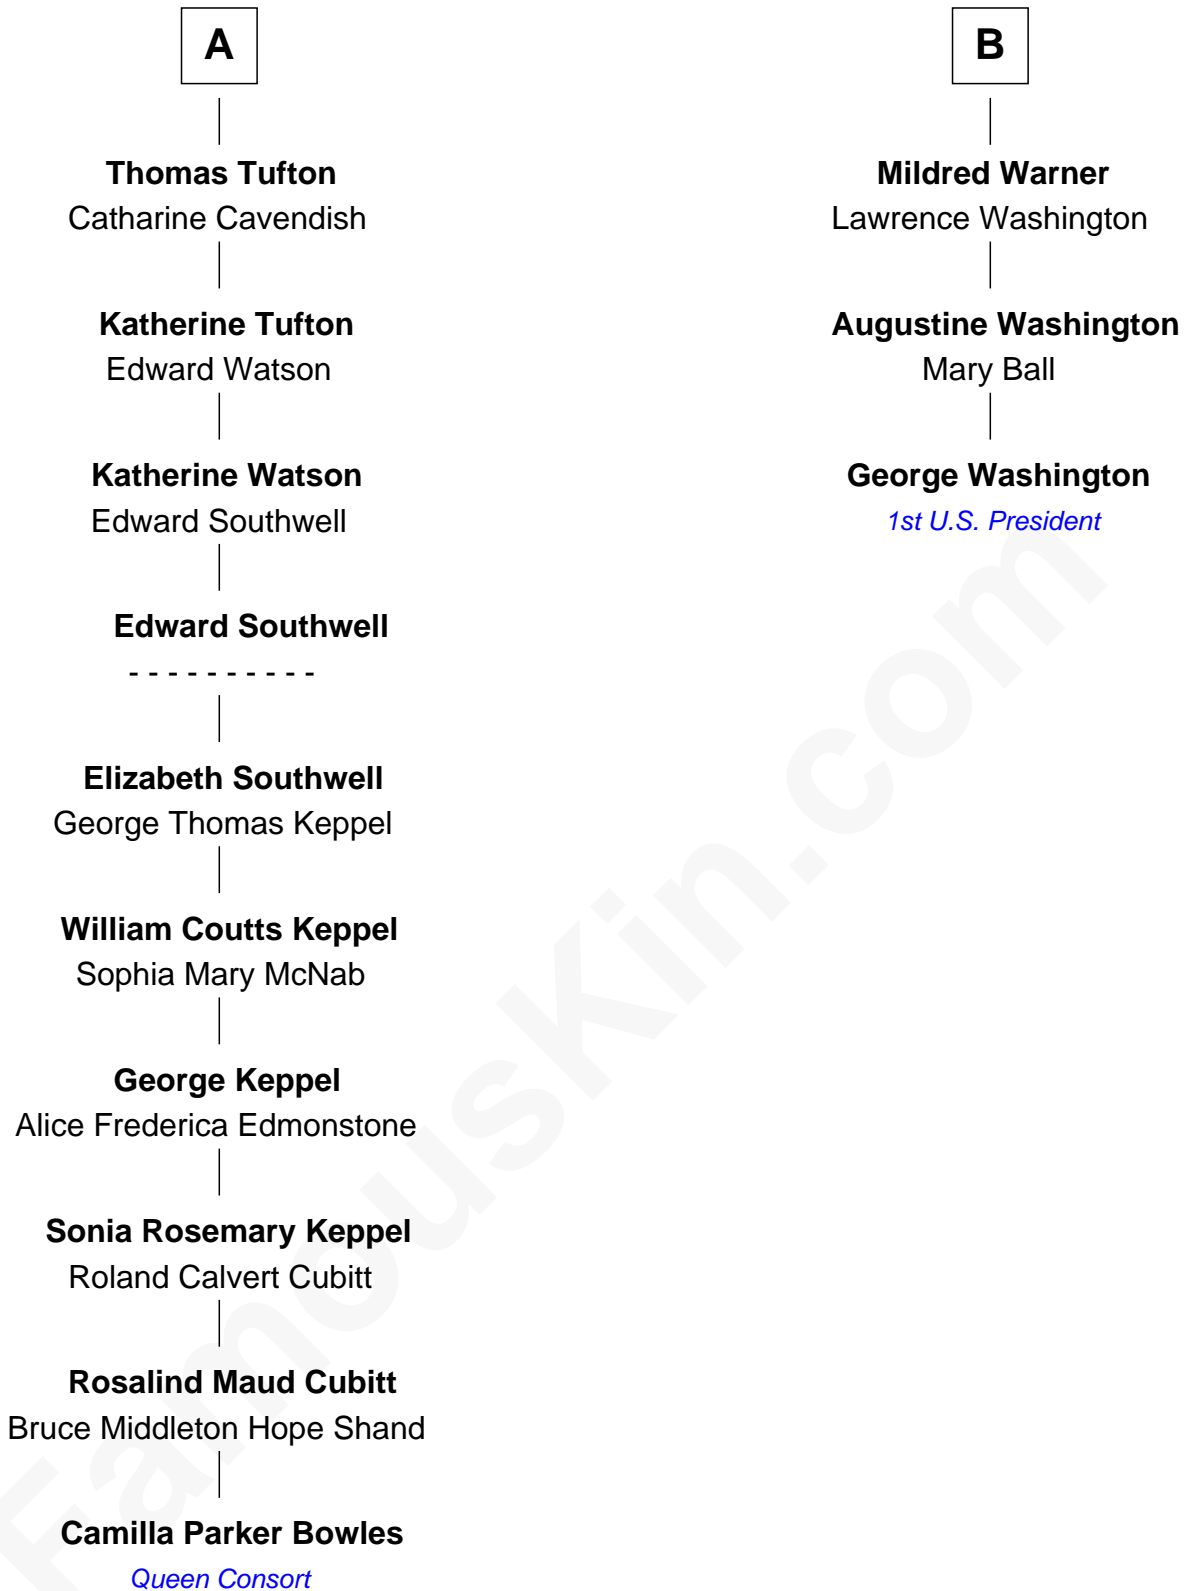 A
Thomas Tufton
Catharine Cavendish
Katherine Tufton
Edward Watson
Katherine Watson
Edward Southwell
Edward Southwell
- - - - - - - - - -
Elizabeth Southwell
George Thomas Keppel
William Coutts Keppel
Sophia Mary McNab
George Keppel
Alice Frederica Edmonstone
Sonia Rosemary Keppel
Roland Calvert Cubitt
Rosalind Maud Cubitt
Bruce Middleton Hope Shand
Camilla Parker Bowles
Queen Consort
B
Mildred Warner
Lawrence Washington
Augustine Washington
Mary Ball
George Washington
1st U.S. President
FamousKin.com